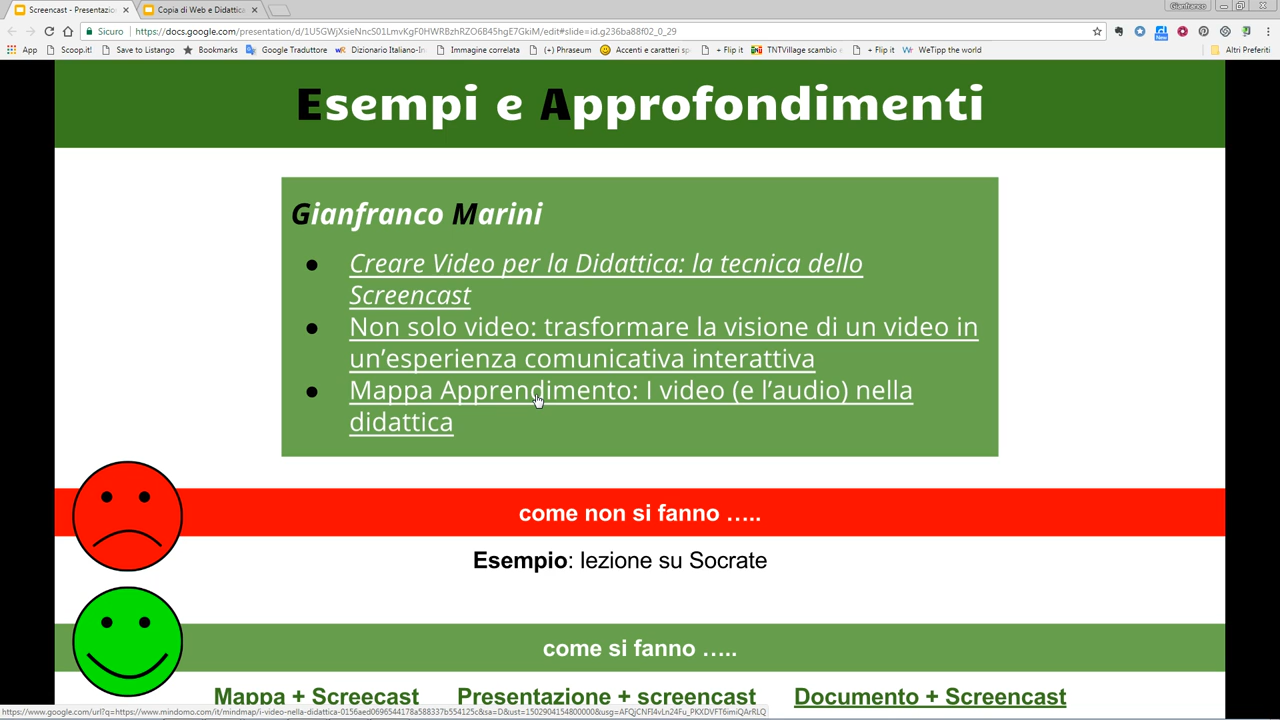 Screencast - Presentazio
Copia di Web e Didattica
Gianfranco
Sicuro
https://docs.google.com/presentation/d/1U5GWjXsieNncS01LmvKgF0HWRBzhRZO6B45hgE7GkiM/edit#slide=id.g236ba88f02_0_29
App
Scoop.it!
Save to Listango
Bookmarks
Google Traduttore
Dizionario Italiano-In
Immagine correlata
(+) Phraseum
Accenti e caratteri sp
+ Flip it
TNTVillage scambio e
+ Flip it
WeTipp the world
Altri Preferiti
Esempi e Approfondimenti
Gianfranco Marini
● Creare Video per la Didattica: la tecnica dello
Screencast
● Non solo video: trasformare la visione di un video in
un’esperienza comunicativa interattiva
● Mappa Apprendimento: I video (e l’audio) nella
didattica
come non si fanno …..
Esempio: lezione su Socrate
come si fanno …..
Mappa + Screecast
Presentazione + screencast
Documento + Screencast